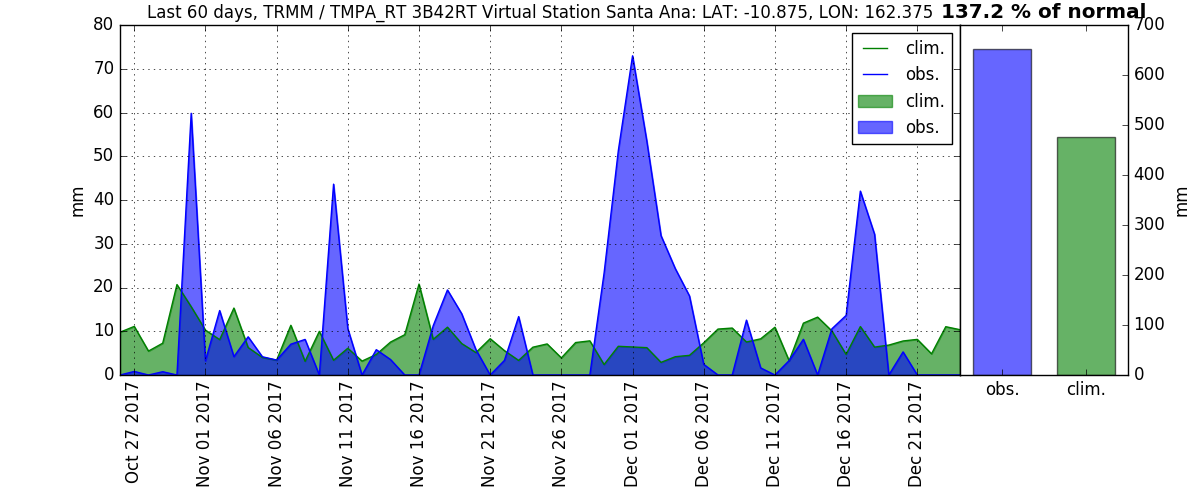 Last 60 days, TRMM / TMPA_RT 3B42RT Virtual Station Santa Ana: LAT: -10.875, LON: 162.375 137.2 % of normal
80
70
60
50
40
30
20
10
0
mm
clim.
obs.
clim.
obs.
Oct 27 2017
Nov 01 2017
Nov 06 2017
Nov 11 2017
Nov 16 2017
Nov 21 2017
Nov 26 2017
Dec 01 2017
Dec 06 2017
Dec 11 2017
Dec 16 2017
Dec 21 2017
700
600
500
400
300
200
100
0
mm
obs. clim.